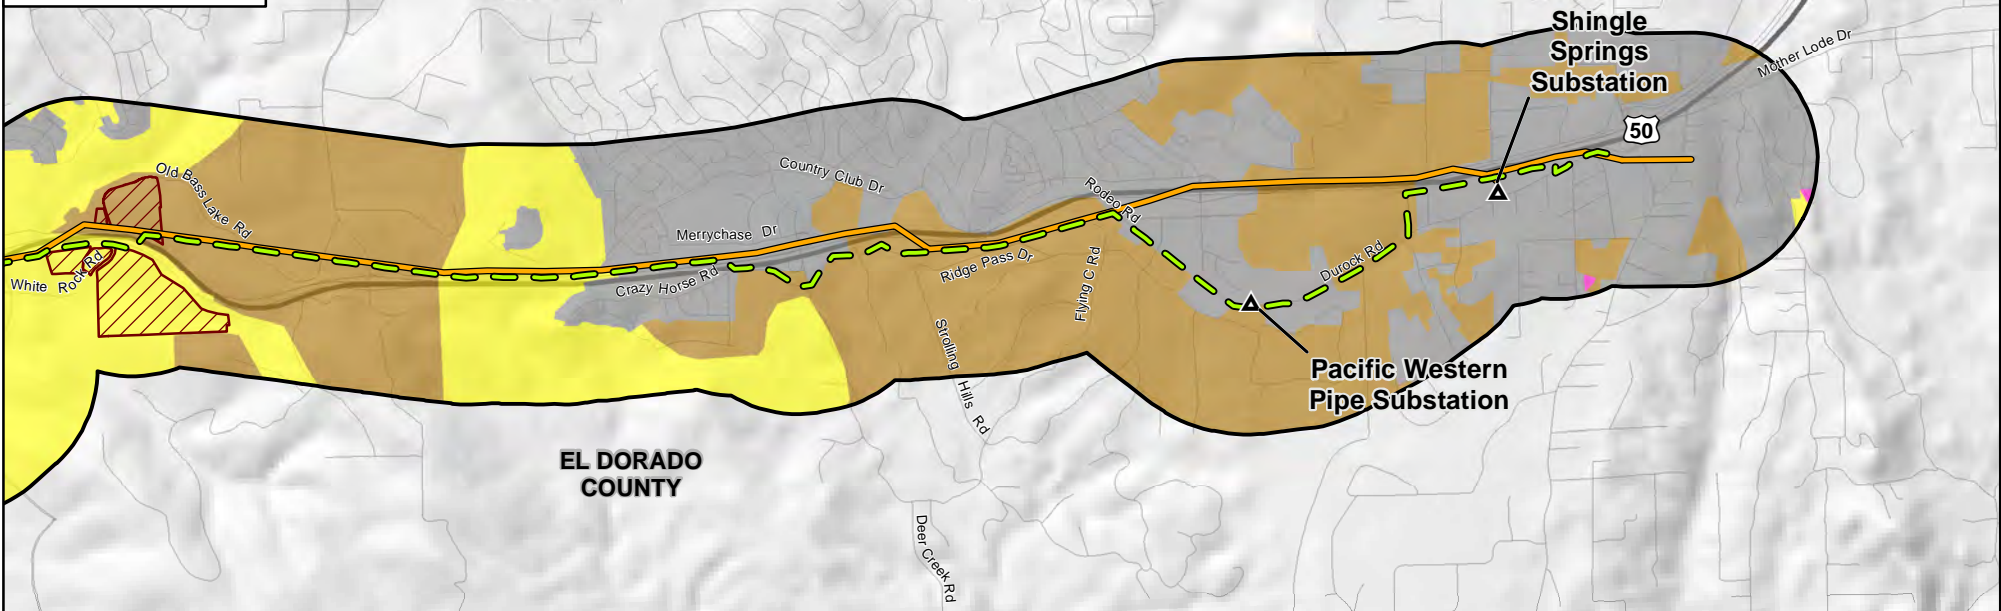 Shingle
Springs
Substation
Mother Lode Dr
50
Old Bass Lake Rd
Country Club Dr
Rodeo Rd
Merrychase Dr
White Rock Rd
Crazy Horse Rd
Ridge Pass Dr
Flying C Rd
Durock Rd
Strolling Hills Rd
Pacific Western
Pipe Substation
EL DORADO
COUNTY
Deer Creek Rd